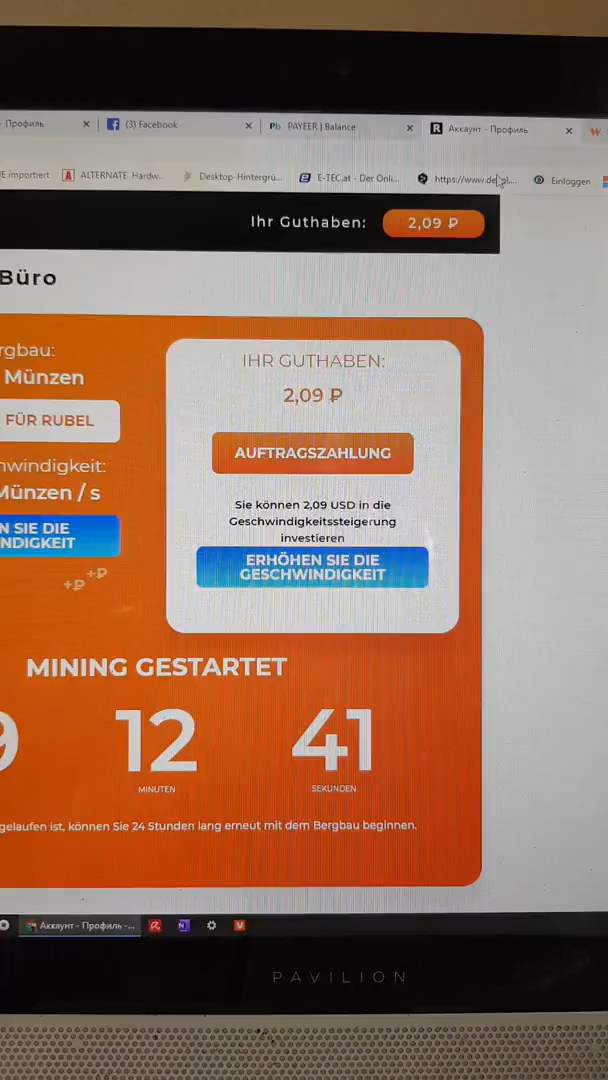 - Профиль
(3) Facebook
PAYEER | Balance
Аккаунт - Профиль
importiert
ALTERNATE Hardw...
Desktop-Hintergrü...
E-TEC.at - Der Onli...
Einloggen
Ihr Guthaben:
2,09 ₽
Büro
rgbau:
Münzen
FÜR RUBEL
hwindigkeit:
Münzen / s
N SIE DIE
NDIGKEIT
+₽
+₽
IHR GUTHABEN:
2,09 ₽
AUFTRAGSZAHLUNG
Sie können 2,09 USD in die
Geschwindigkeitssteigerung
investieren
ERHÖHEN SIE DIE
GESCHWINDIGKEIT
MINING GESTARTET
9
12
41
MINUTEN
SEKUNDEN
gelaufen ist, können Sie 24 Stunden lang erneut mit dem Bergbau beginnen.
Аккаунт - Профиль -...
PAVILION